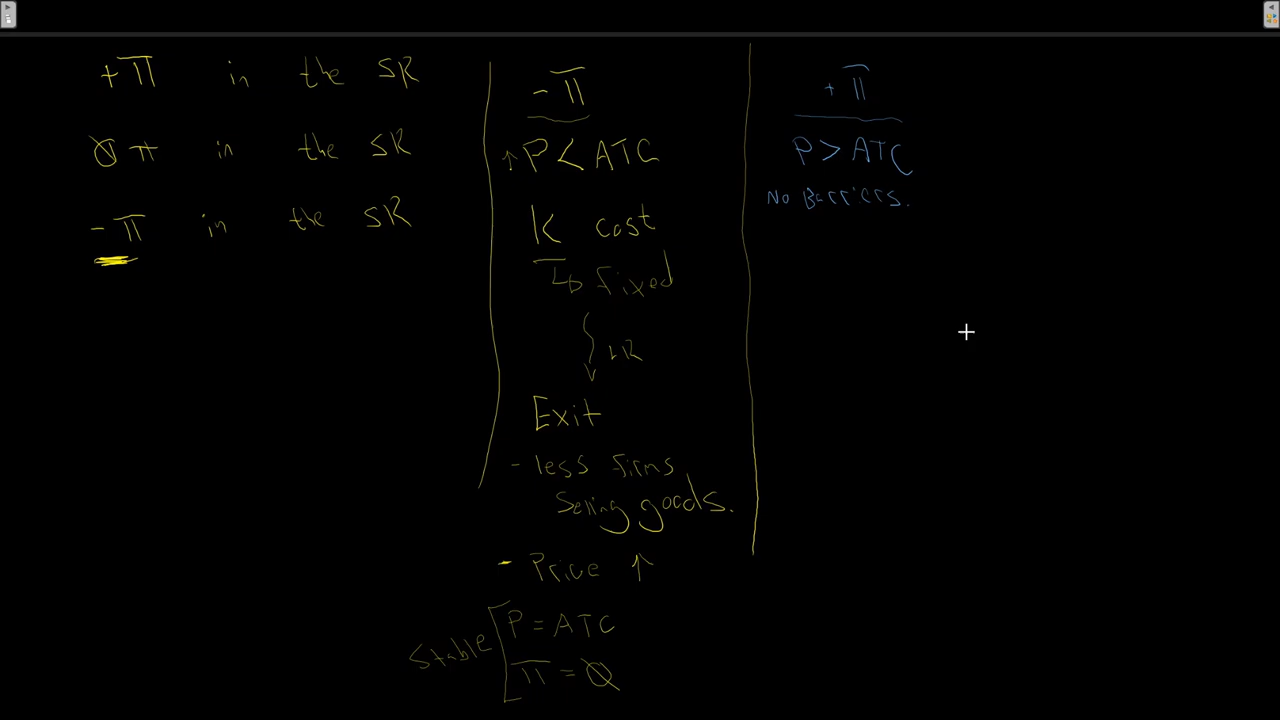 +π in the SR
0 π in the SR
-π in the SR
-π
↑P<ATC
K cost
↳ fixed
LR
Exit
- less firms
selling goods.
- Price ↑
Stable
P = ATC
π = 0
+π
P > ATC
No Barriers.